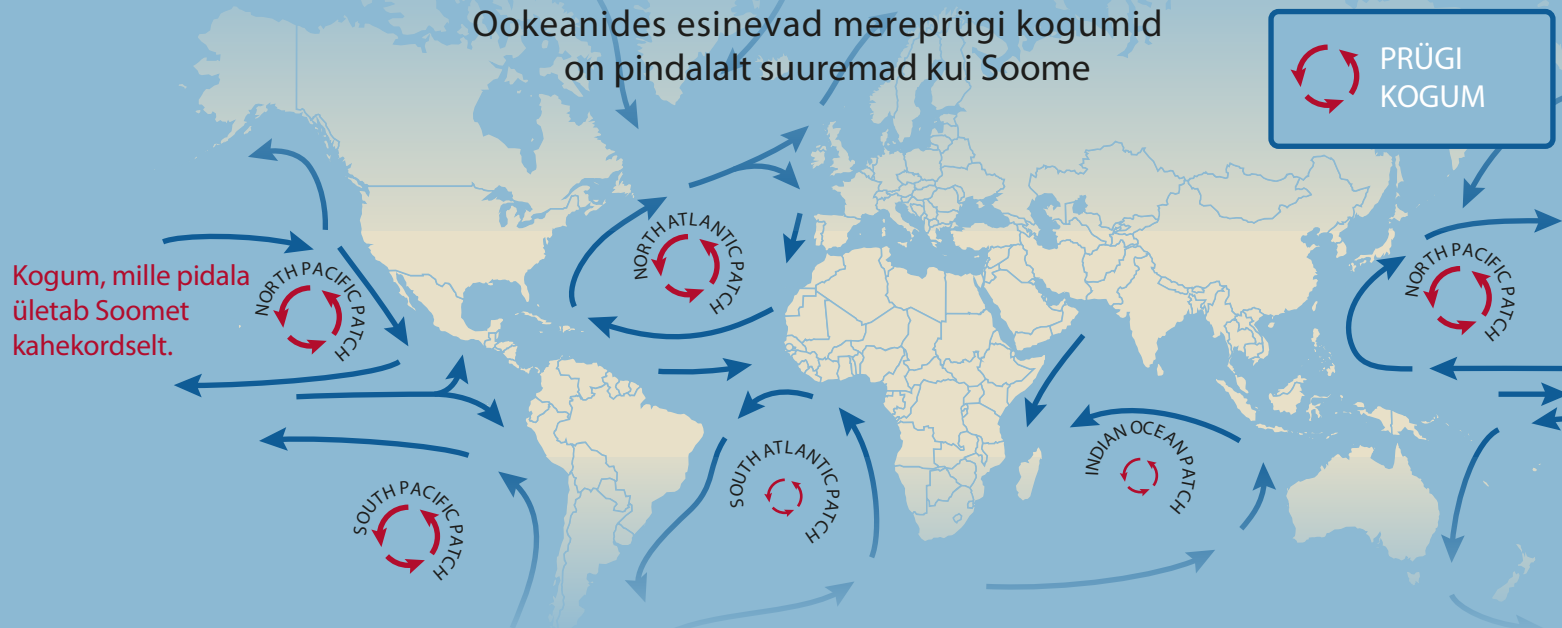 Ookeanides esinevad mereprügi kogumid
on pindalalt suuremad kui Soome
PRÜGI
KOGUM
Kogum, mille pidala
ületab Soomet
kahekordselt.
NORTH PACIFIC PATCH
NORTH ATLANTIC PATCH
NORTH PACIFIC PATCH
SOUTH PACIFIC PATCH
SOUTH ATLANTIC PATCH
INDIAN OCEAN PATCH